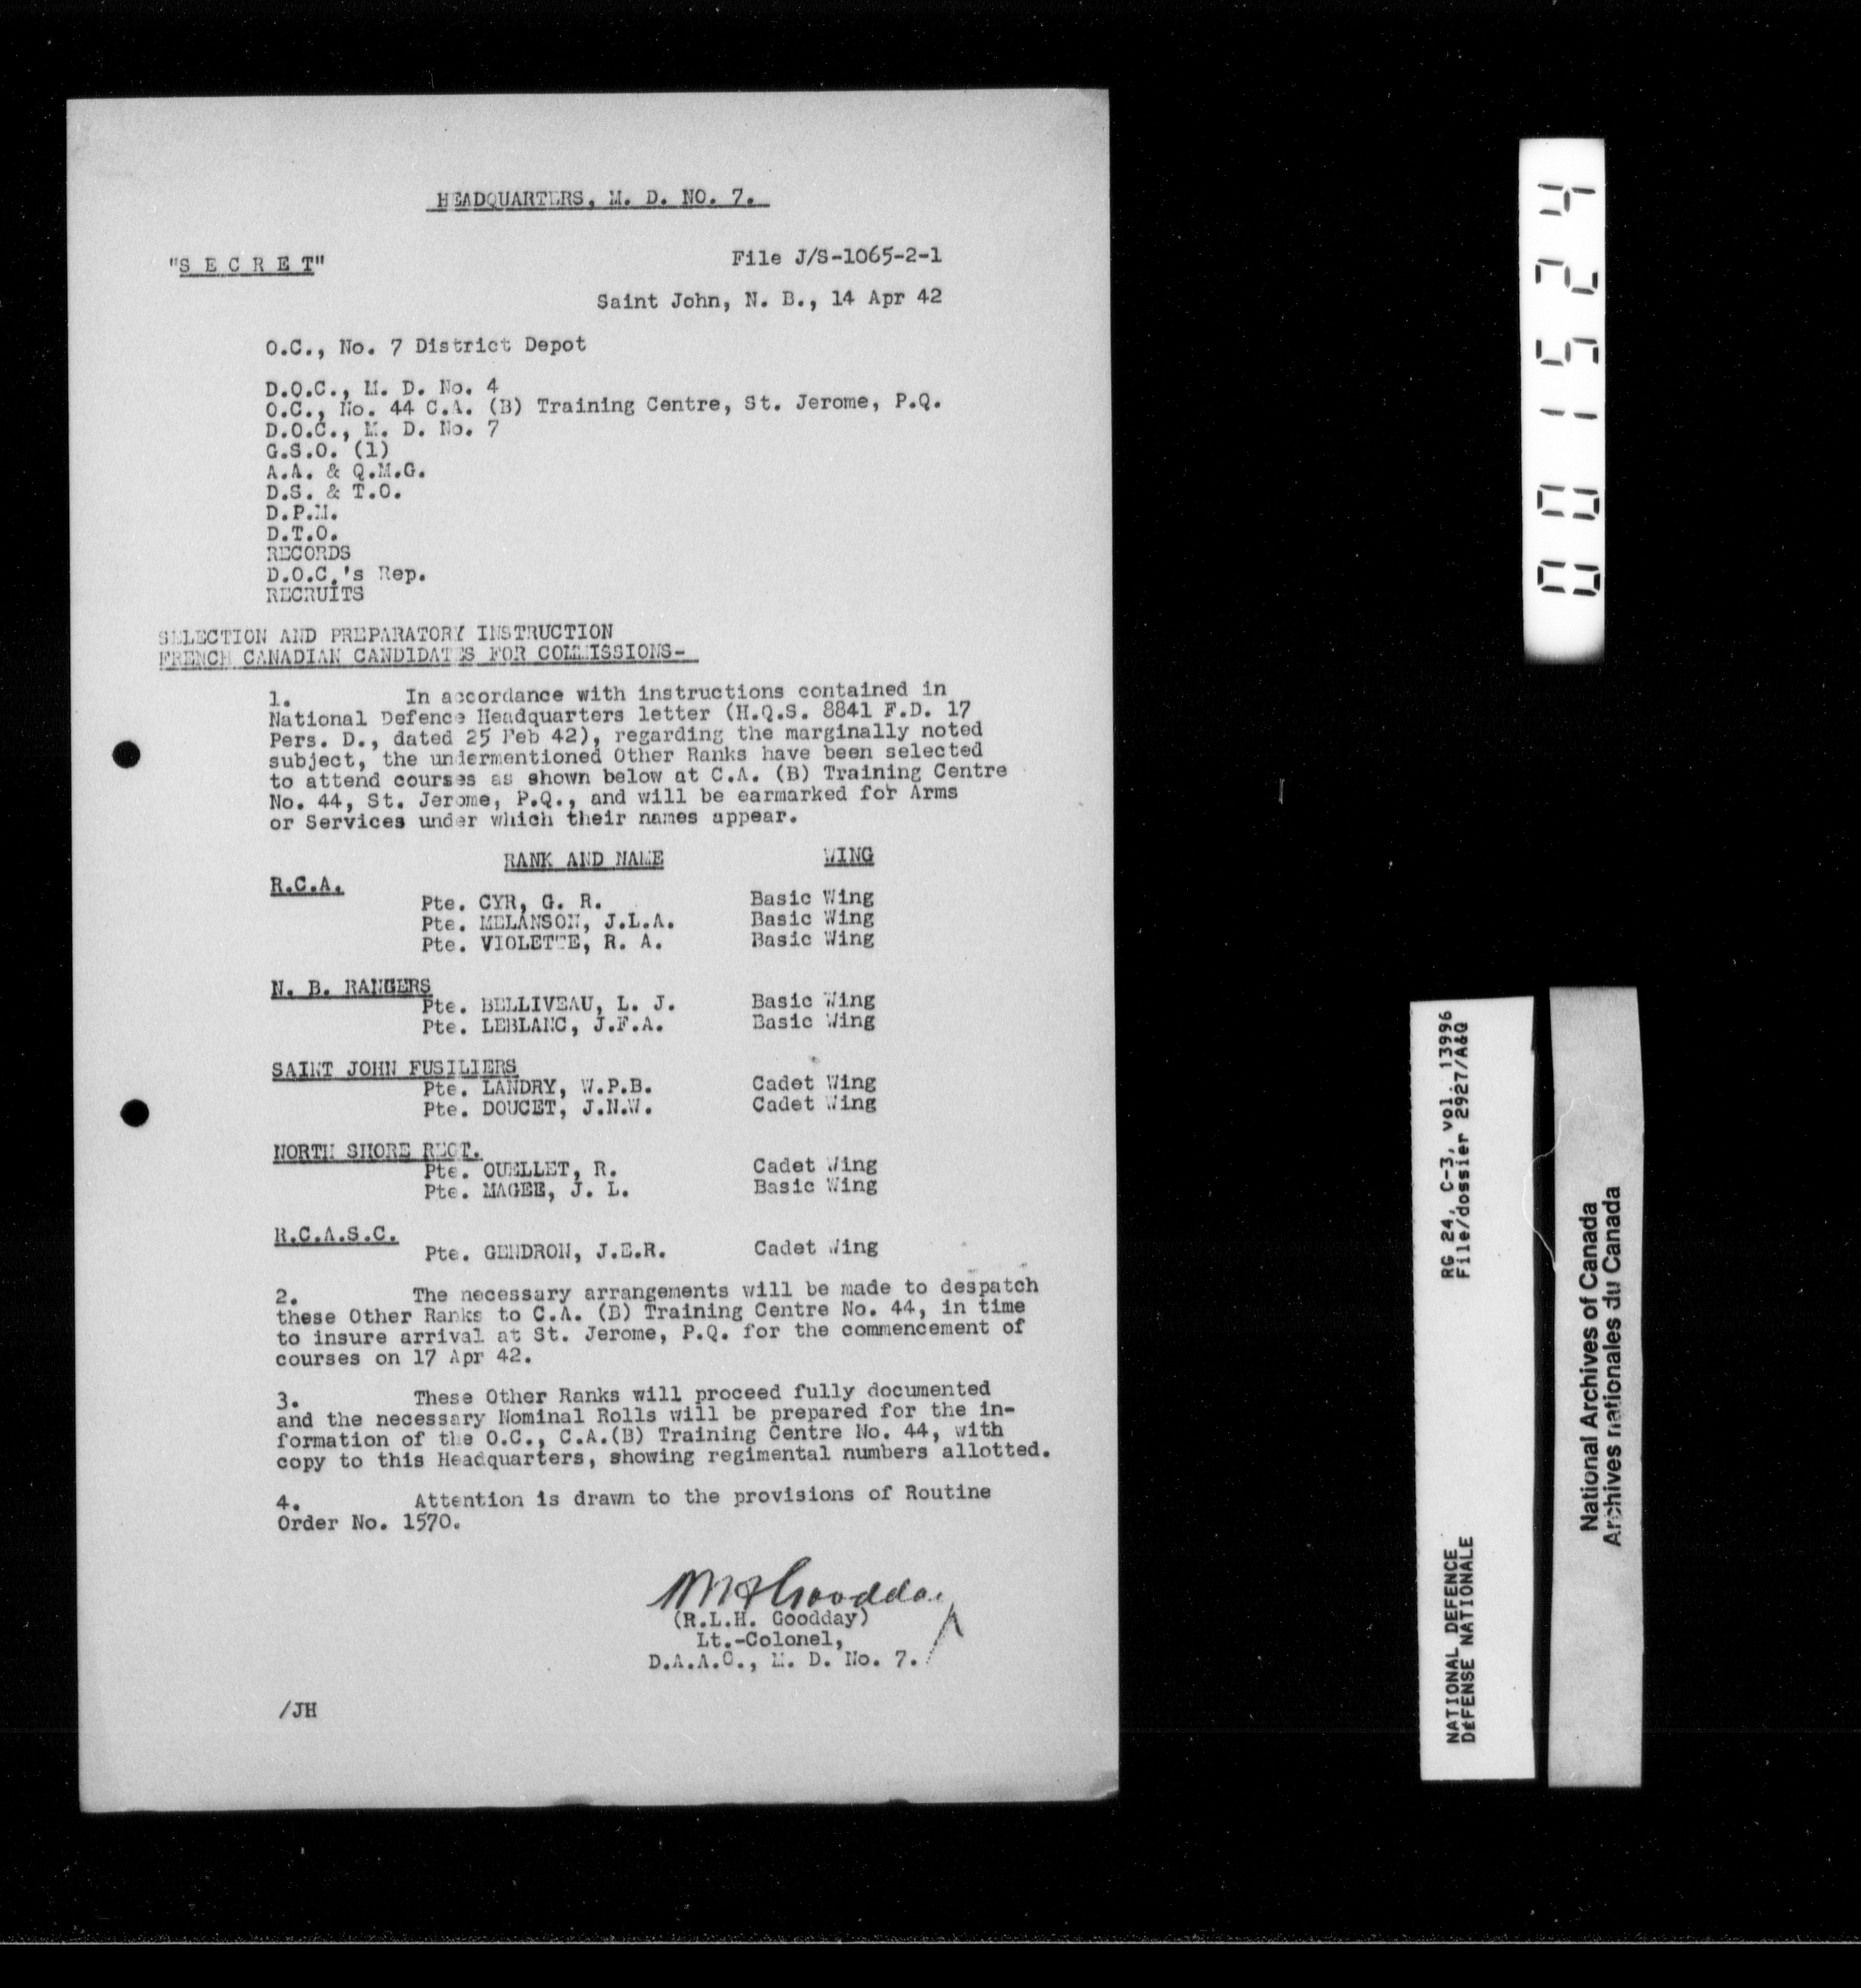 HEADQUARTERS, M. D. NO. 7.
"S E C R E T"
File J/S-1065-2-1
Saint John, N. B., 14 Apr 42
O.C., No. 7 District Depot
D.O.C., M. D. No. 4
O.C., No. 44 C.A. (B) Training Centre, St. Jerome, P.Q.
D.O.C., M. D. No. 7
G.S.O. (1)
A.A. & Q.M.G.
D.S. & T.O.
D.P.M.
D.T.O.
RECORDS
D.O.C.'s Rep.
RECRUITS
SELECTION AND PREPARATORY INSTRUCTION
FRENCH CANADIAN CANDIDATES FOR COMMISSIONS-
1. In accordance with instructions contained in
National Defence Headquarters letter (H.Q.S. 8841 F.D. 17
Pers. D., dated 25 Feb 42), regarding the marginally noted
subject, the undermentioned Other Ranks have been selected
to attend courses as shown below at C.A. (B) Training Centre
No. 44, St. Jerome, P.Q., and will be earmarked for Arms
or Services under which their names appear.
RANK AND NAME WING
R.C.A.
Pte. CYR, G. R. Basic Wing
Pte. MELANSON, J.L.A. Basic Wing
Pte. VIOLETTE, R. A. Basic Wing
N. B. RANGERS
Pte. BELLIVEAU, L. J. Basic Wing
Pte. LEBLANC, J.F.A. Basic Wing
SAINT JOHN FUSILIERS
Pte. LANDRY, W.P.B. Cadet Wing
Pte. DOUCET, J.N.W. Cadet Wing
NORTH SHORE REGT.
Pte. OUELLET, R. Cadet Wing
Pte. MAGEE, J. L. Basic Wing
R.C.A.S.C.
Pte. GENDRON, J.E.R. Cadet Wing
2. The necessary arrangements will be made to despatch
these Other Ranks to C.A. (B) Training Centre No. 44, in time
to insure arrival at St. Jerome, P.Q. for the commencement of
courses on 17 Apr 42.
3. These Other Ranks will proceed fully documented
and the necessary Nominal Rolls will be prepared for the in-
formation of the O.C., C.A.(B) Training Centre No. 44, with
copy to this Headquarters, showing regimental numbers allotted.
4. Attention is drawn to the provisions of Routine
Order No. 1570.
(R.L.H. Goodday)
Lt.-Colonel,
D.A.A.G., M. D. No. 7.
/JH
001524
RG 24, C-3, vol. 13996
File/dossier 2927/A&Q
NATIONAL DEFENCE
DÉFENSE NATIONALE
National Archives of Canada
Archives nationales du Canada